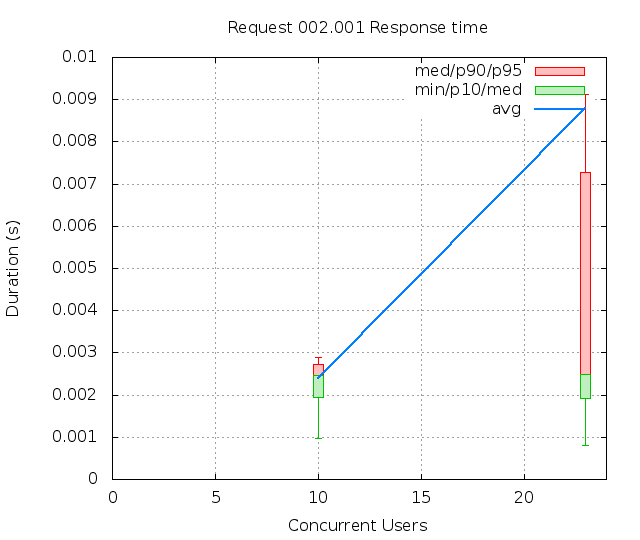 Request 002.001 Response time
0.01
0.009
0.008
0.007
0.006
0.005
0.004
0.003
0.002
0.001
0
med/p90/p95
min/p10/med
avg
Duration (s)
0 5 10 15 20
Concurrent Users